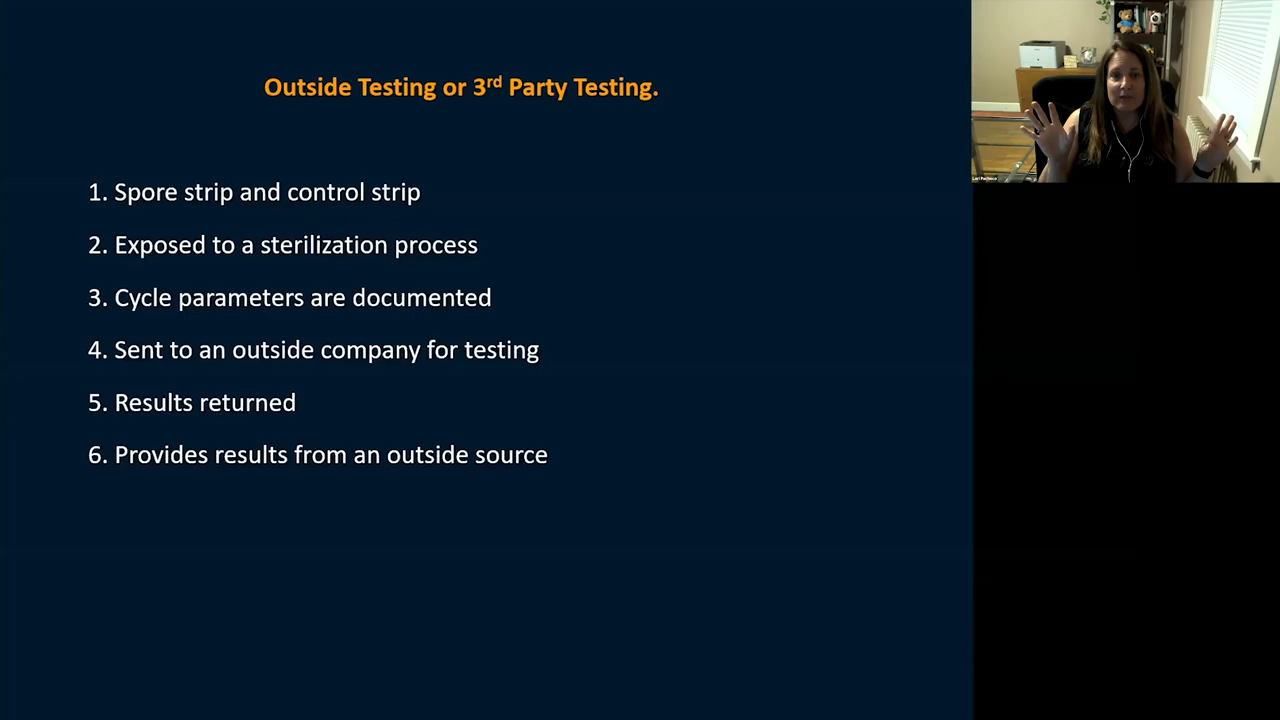 Outside Testing or 3rd Party Testing.
1. Spore strip and control strip
2. Exposed to a sterilization process
3. Cycle parameters are documented
4. Sent to an outside company for testing
5. Results returned
6. Provides results from an outside source
Lori Pacheco